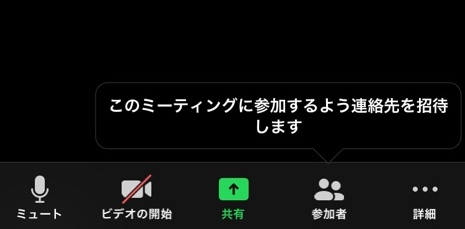 このミーティングに参加するよう連絡先を招待
します
ミュート
ビデオの開始
共有
参加者
詳細